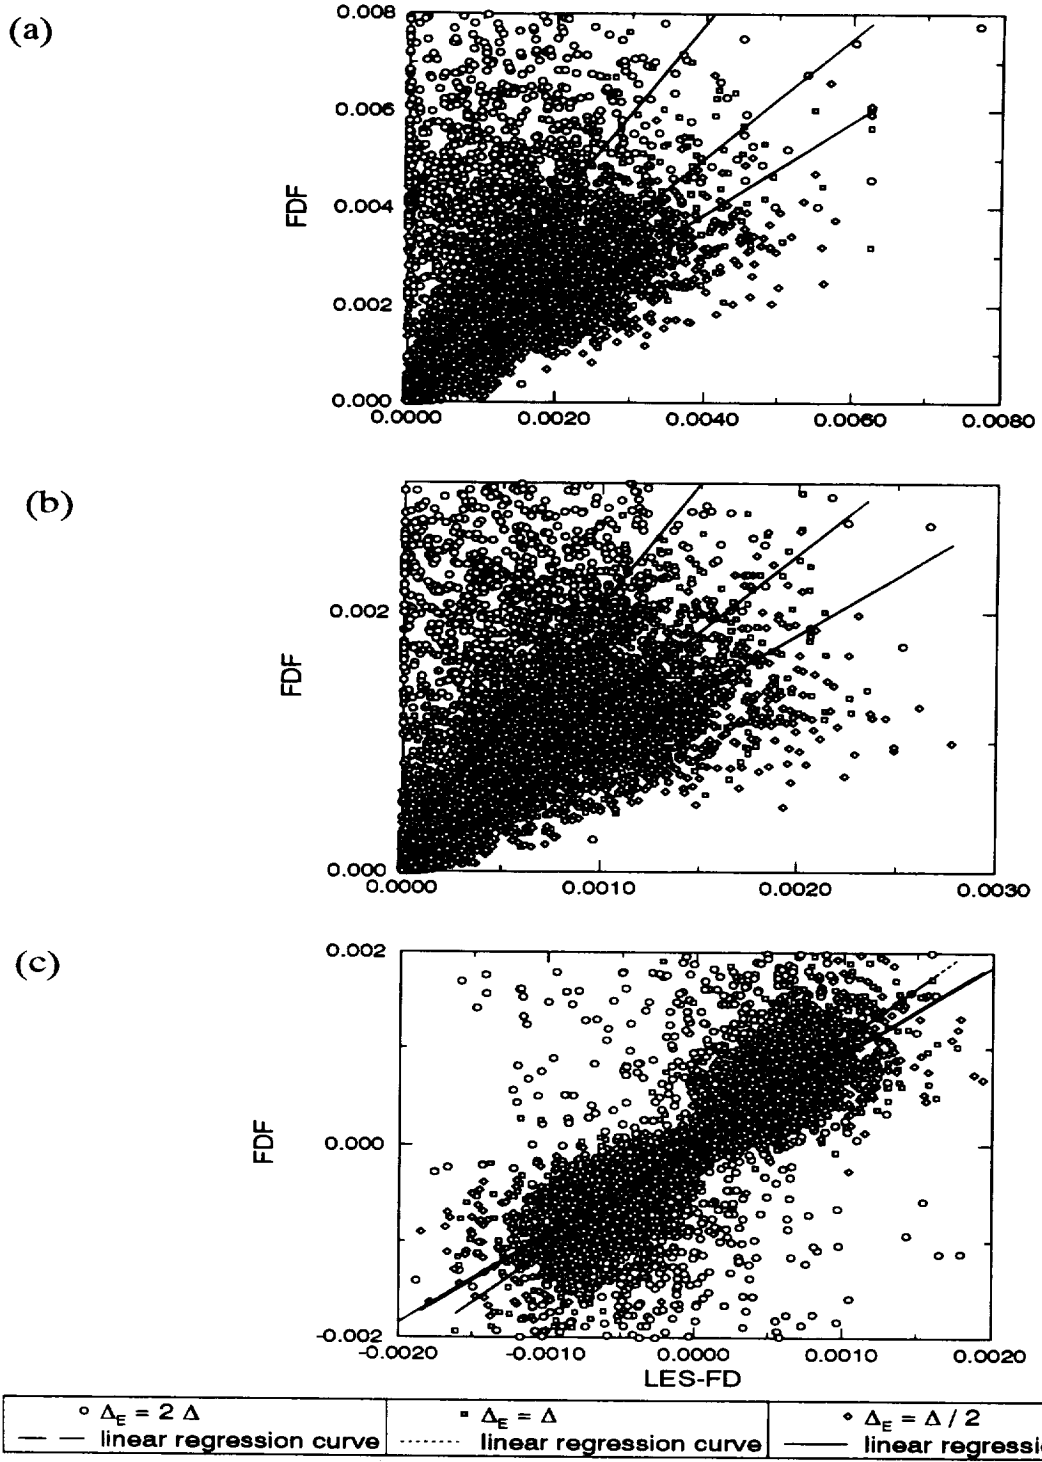 (a)
0.008
0.006
FDF
0.004
0.002
0.000
0.0000 0.0020 0.0040 0.0060 0.0080
(b)
0.002
FDF
0.000
0.0000 0.0010 0.0020 0.0030
(c)
0.002
FDF
0.000
-0.002
-0.0020 -0.0010 0.0000 0.0010 0.0020
LES-FD
Δ_E = 2 Δ
linear regression curve
Δ_E = Δ
linear regression curve
Δ_E = Δ / 2
linear regressi